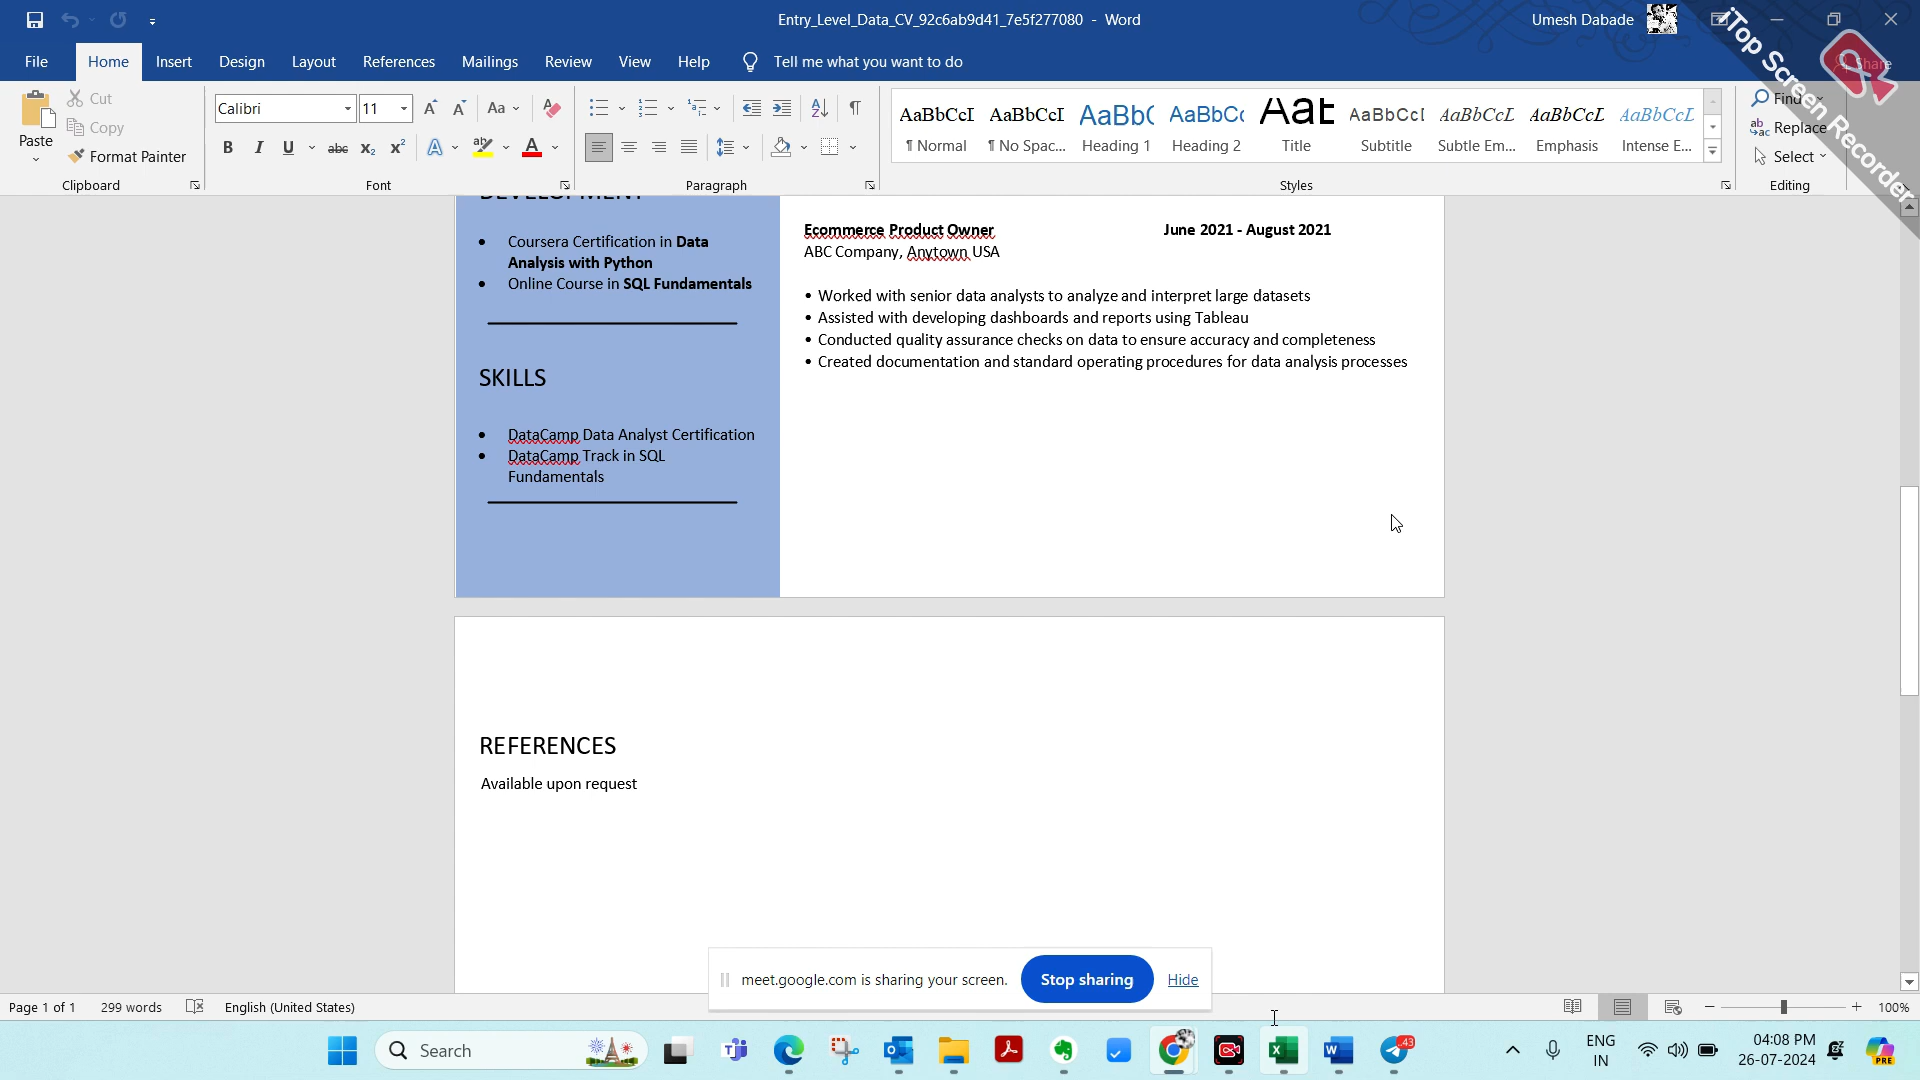 Entry_Level_Data_CV_92c6ab9d41_7e5f277080 - Word
Umesh Dabade
File Home Insert Design Layout References Mailings Review View Help Tell me what you want to do
Share
iTop Screen Recorder
Paste
Cut
Copy
Format Painter
Clipboard
Calibri 11
Font
Paragraph
AaBbCcI AaBbCcI AaBbC AaBbCc AaB AaBbCcI AaBbCcL AaBbCcL AaBbCcL
¶ Normal ¶ No Spac... Heading 1 Heading 2 Title Subtitle Subtle Em... Emphasis Intense E...
Styles
Find
Replace
Select
Editing
DEVELOPMENT
• Coursera Certification in Data
Analysis with Python
• Online Course in SQL Fundamentals
SKILLS
• DataCamp Data Analyst Certification
• DataCamp Track in SQL
Fundamentals
Ecommerce Product Owner June 2021 - August 2021
ABC Company, Anytown USA
• Worked with senior data analysts to analyze and interpret large datasets
• Assisted with developing dashboards and reports using Tableau
• Conducted quality assurance checks on data to ensure accuracy and completeness
• Created documentation and standard operating procedures for data analysis processes
REFERENCES
Available upon request
meet.google.com is sharing your screen. Stop sharing Hide
Page 1 of 1 299 words English (United States) 100%
Search
43
ENG
IN
04:08 PM
26-07-2024
PRE